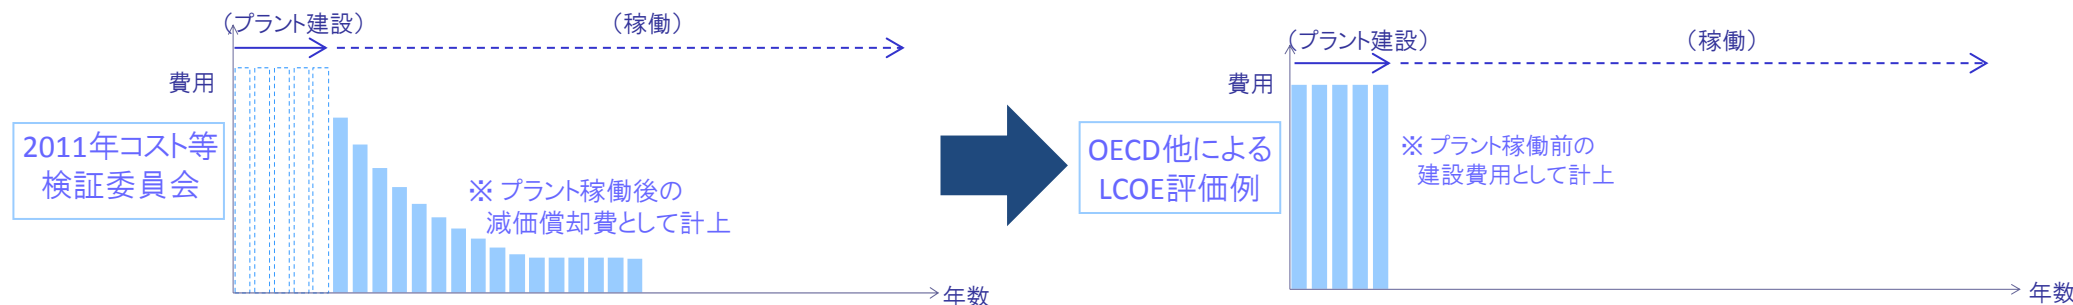 （プラント建設）
（稼働）
費用
2011年コスト等
検証委員会
※ プラント稼働後の
減価償却費として計上
年数
（プラント建設）
（稼働）
費用
OECD他による
LCOE評価例
※ プラント稼働前の
建設費用として計上
年数